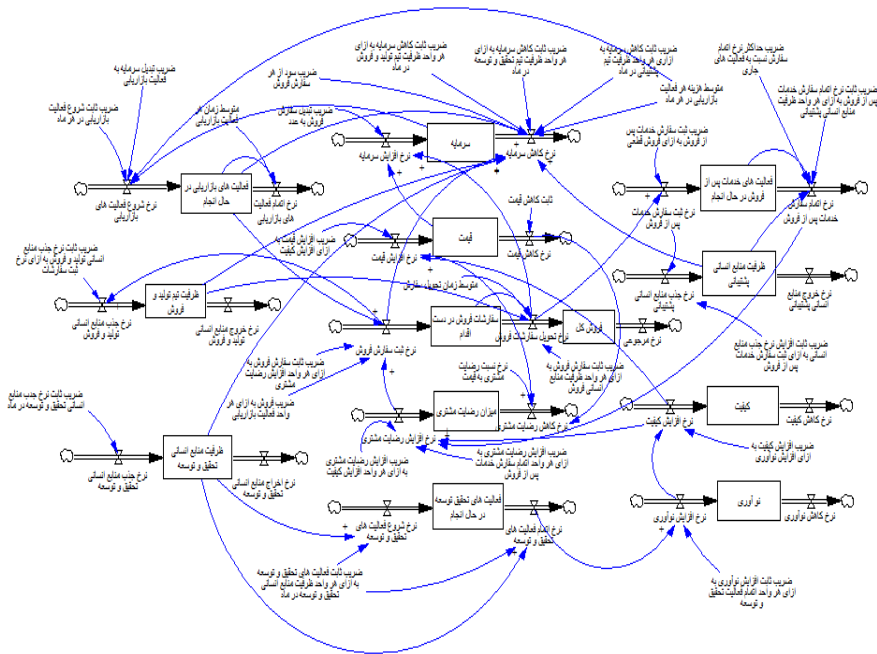 ضریب تبدیل سرمایه به
فعالیت بازاریابی
ضریب ثابت شروع فعالیت
بازاریابی در هر ماه
متوسط زمان هر
فعالیت بازاریابی
ضریب سود از هر
سفارش فروش
ضریب تبدیل سفارش
فروش به عدد
ضریب ثابت کاهش سرمایه به ازای
هر واحد ظرفیت تیم تولید و فروش
در ماه
ضریب ثابت کاهش سرمایه به ازای
هر واحد ظرفیت تیم تحقیق و توسعه
در ماه
ضریب ثابت کاهش سرمایه به
ازاری هر واحد ظرفیت تیم
پشتیبانی در ماه
متوسط هزینه هر فعالیت
بازاریابی در هر ماه
ضریب حداکثر نرخ اتمام
سفارش نسبت به فعالیت های
جاری
ضریب ثابت نرخ اتمام سفارش خدمات
پس از فروش به ازای هر واحد ظرفیت
منابع انسانی پشتیبانی
ضریب ثبت سفارش خدمات پس
از فروش به ازای فروش قطعی
سرمایه
نرخ افزایش سرمایه
نرخ کاهش سرمایه
فعالیت های بازاریابی در
حال انجام
نرخ شروع فعالیت های
بازاریابی
نرخ اتمام فعالیت
های بازاریابی
فعالیت های خدمات پس از
فروش در حال انجام
نرخ ثبت سفارش خدمات
پس از فروش
نرخ اتمام سفارش
خدمات پس از فروش
ثابت کاهش
قیمت
قیمت
نرخ افزایش قیمت
نرخ کاهش قیمت
ضریب افزایش قیمت به
ازای افزایش کیفیت
ضریب ثابت نرخ جذب منابع
انسانی تولید و فروش به ازای نرخ
ثبت سفارشات
ظرفیت منابع انسانی
پشتیبانی
نرخ جذب منابع انسانی
پشتیبانی
نرخ خروج منابع
انسانی پشتیبانی
ظرفیت تیم تولید و
فروش
نرخ جذب منابع انسانی
تولید و فروش
نرخ خروج منابع انسانی
تولید و فروش
متوسط زمان تحویل سفارش
سفارشات فروش در دست
اقدام
فروش کل
نرخ ثبت سفارش فروش
نرخ تحویل سفارشات فروش
نرخ مرجوعی
ضریب ثابت سفارش فروش به
ازای هر واحد افزایش رضایت
مشتری
ضریب فروش به ازای هر
واحد فعالیت بازاریابی
نرخ نسبت رضایت
مشتری به قیمت
ضریب ثابت سفارش فروش به
ازای هر واحد ظرفیت منابع
انسانی فروش
ضریب ثابت افزایش نرخ جذب منابع
انسانی به ازای ثبت سفارش خدمات
پس از فروش
میزان رضایت مشتری
نرخ افزایش رضایت مشتری
نرخ کاهش رضایت مشتری
کیفیت
نرخ افزایش کیفیت
نرخ کاهش کیفیت
ضریب ثابت نرخ جذب منابع
انسانی تحقیق و توسعه در ماه
ظرفیت منابع انسانی
تحقیق و توسعه
نرخ جذب منابع انسانی
تحقیق و توسعه
نرخ اخراج منابع انسانی
تحقیق و توسعه
ضریب افزایش رضایت مشتری
به ازای هر واحد افزایش کیفیت
ضریب افزایش رضایت مشتری به
ازای هر واحد اتمام سفارش خدمات
پس از فروش
ضریب افزایش کیفیت به
ازای افزایش نوآوری
فعالیت های تحقیق توسعه
در حال انجام
نرخ شروع فعالیت های
تحقیق و توسعه
نرخ اتمام فعالیت های
تحقیق و توسعه
نوآوری
نرخ افزایش نوآوری
نرخ کاهش نوآوری
ضریب ثابت فعالیت های تحقیق و توسعه
به ازای هر واحد ظرفیت منابع انسانی
تحقیق و توسعه در ماه
ضریب ثابت افزایش نوآوری به
ازای هر واحد اتمام فعالیت تحقیق
و توسعه